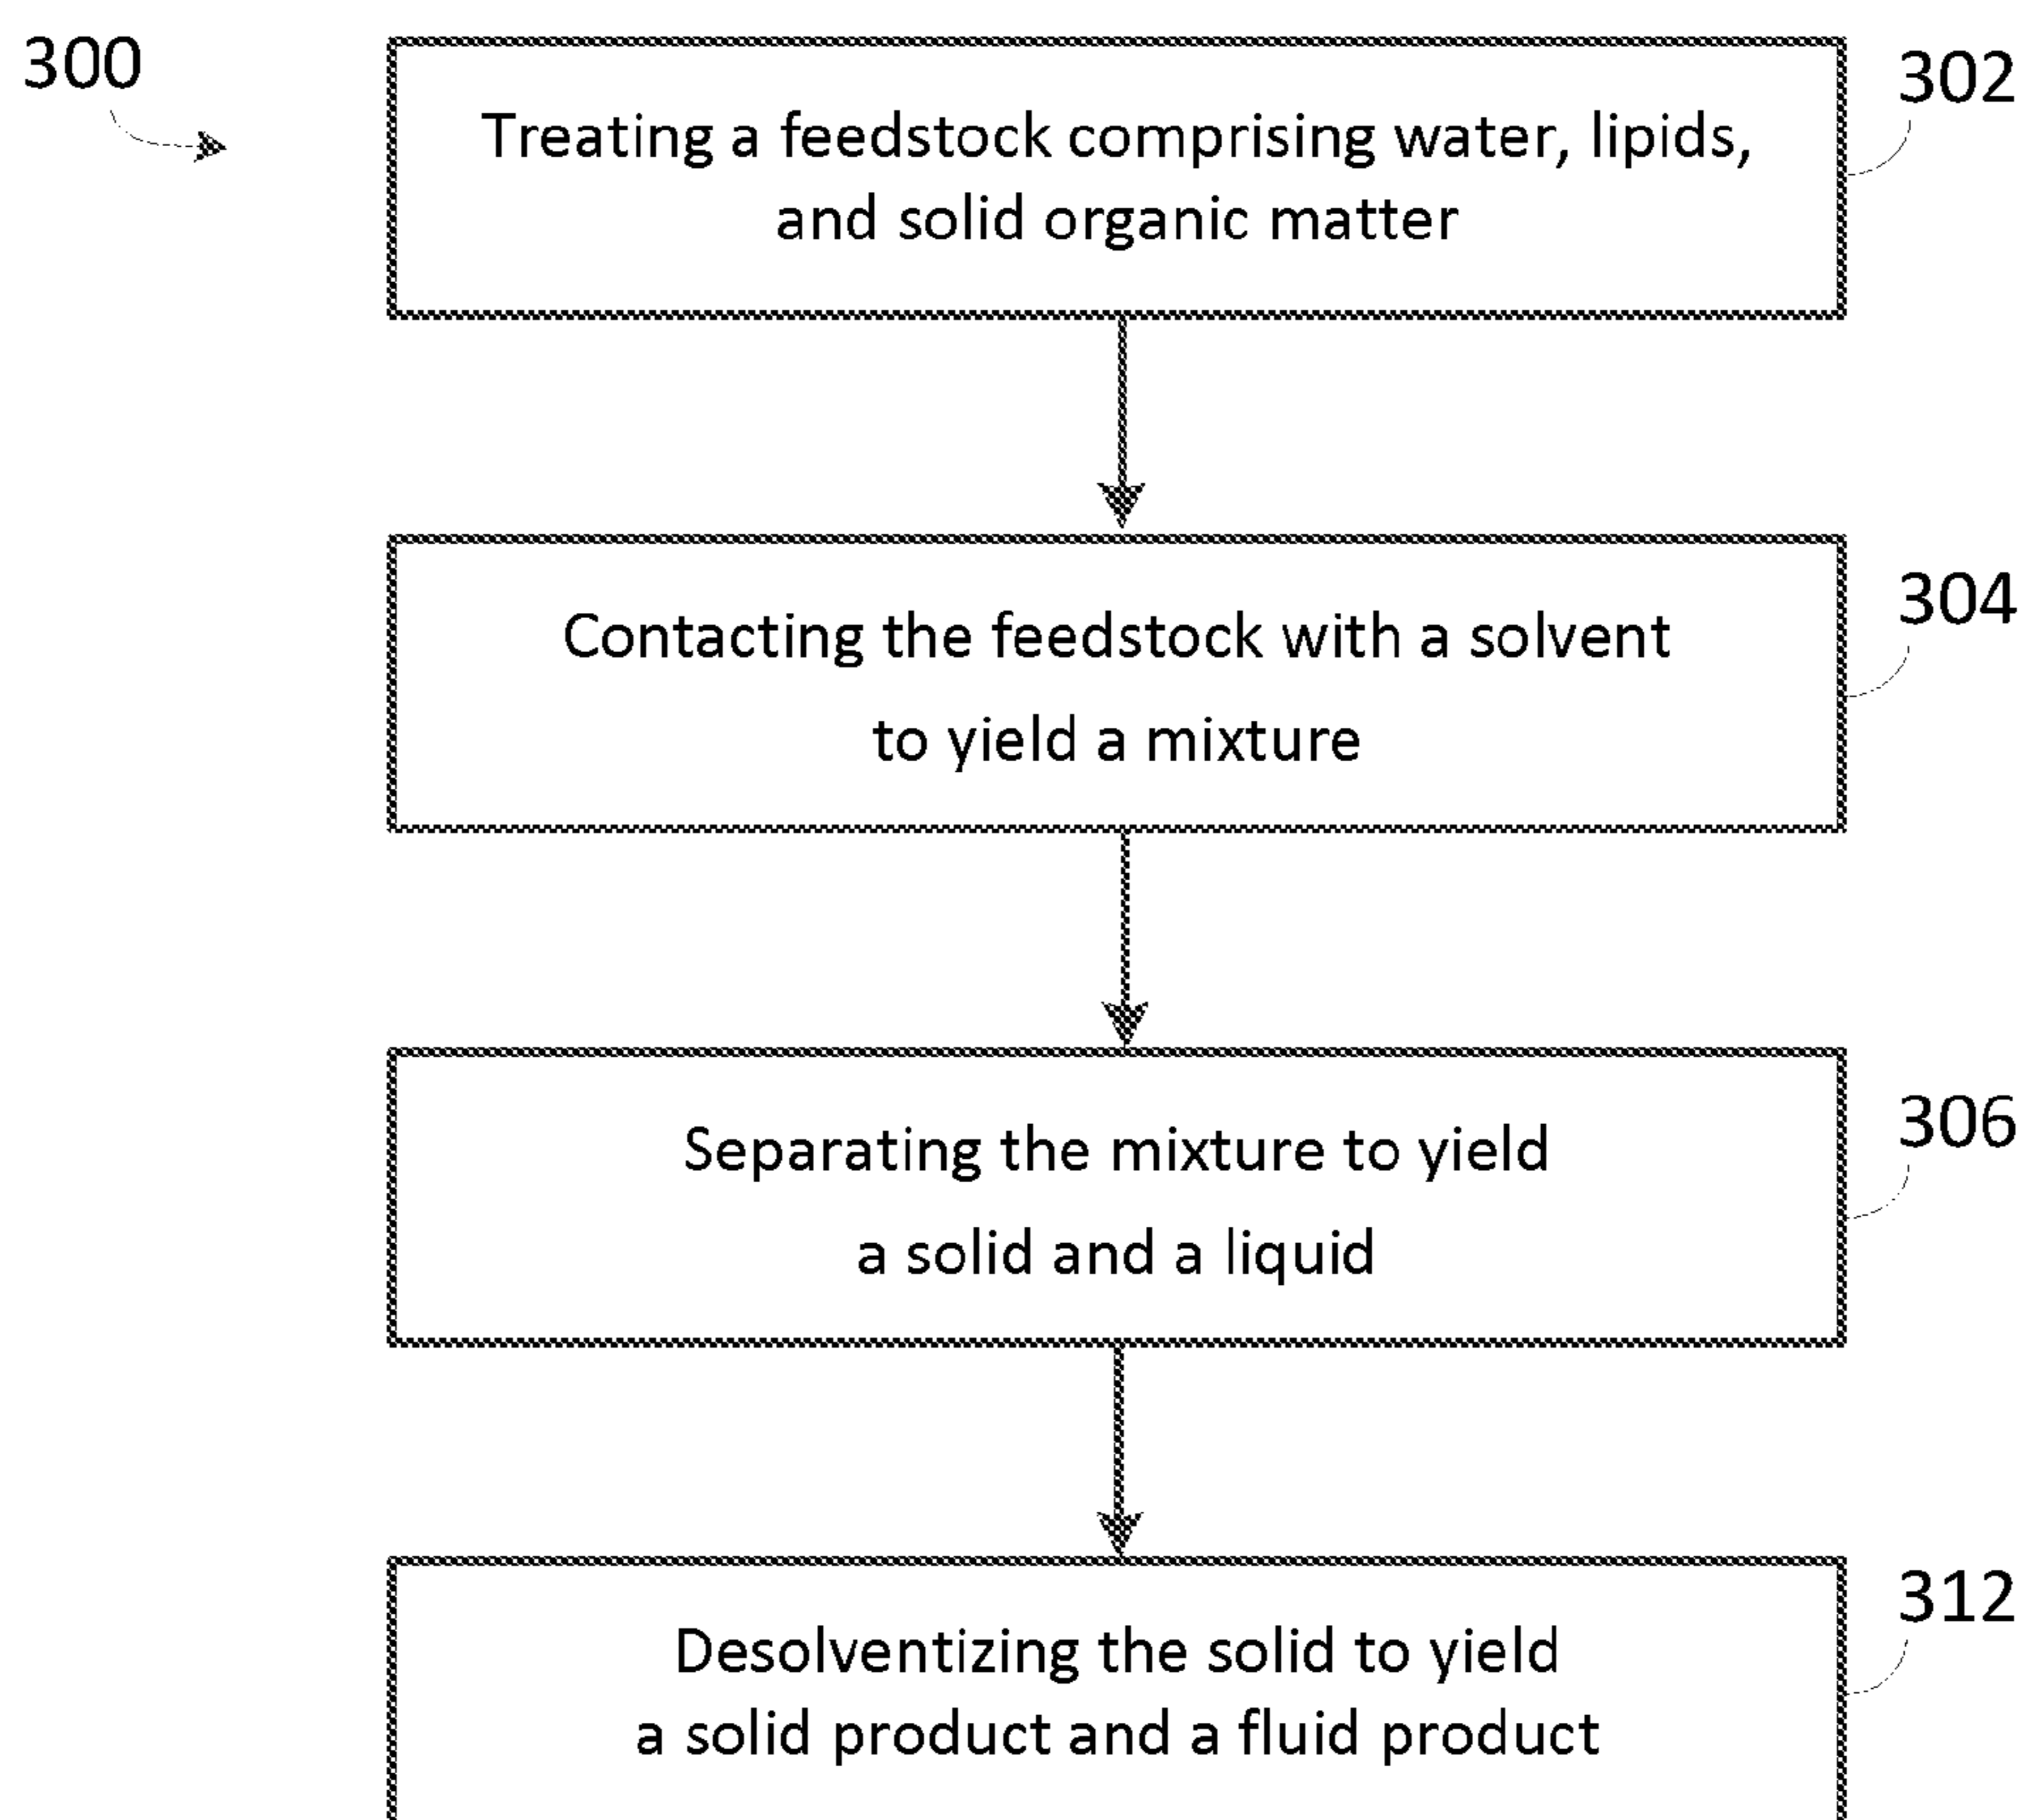 300
302
Treating a feedstock comprising water, lipids,
and solid organic matter
304
Contacting the feedstock with a solvent
to yield a mixture
306
Separating the mixture to yield
a solid and a liquid
312
Desolventizing the solid to yield
a solid product and a fluid product